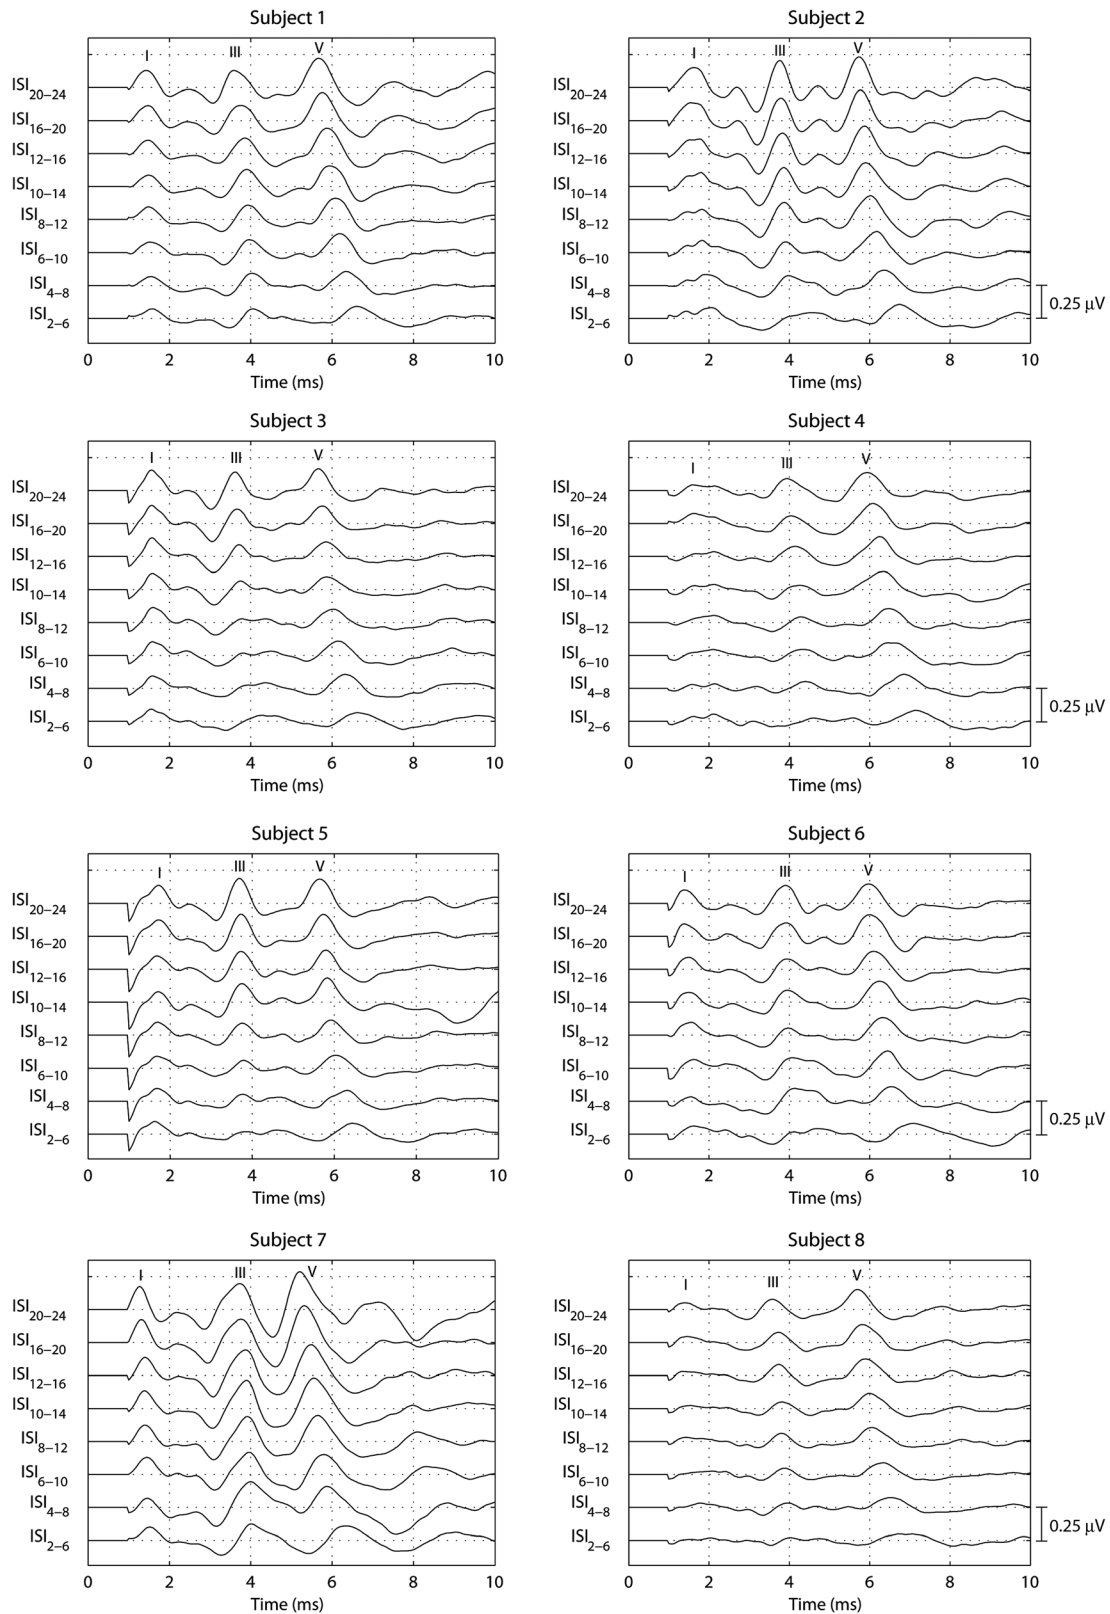 Subject 1
I III V
ISI20–24
ISI16–20
ISI12–16
ISI10–14
ISI8–12
ISI6–10
ISI4–8
ISI2–6
0 2 4 6 8 10
Time (ms)
Subject 2
I III V
ISI20–24
ISI16–20
ISI12–16
ISI10–14
ISI8–12
ISI6–10
ISI4–8
ISI2–6
0.25 μV
0 2 4 6 8 10
Time (ms)
Subject 3
I III V
ISI20–24
ISI16–20
ISI12–16
ISI10–14
ISI8–12
ISI6–10
ISI4–8
ISI2–6
0 2 4 6 8 10
Time (ms)
Subject 4
I III V
ISI20–24
ISI16–20
ISI12–16
ISI10–14
ISI8–12
ISI6–10
ISI4–8
ISI2–6
0.25 μV
0 2 4 6 8 10
Time (ms)
Subject 5
I III V
ISI20–24
ISI16–20
ISI12–16
ISI10–14
ISI8–12
ISI6–10
ISI4–8
ISI2–6
0 2 4 6 8 10
Time (ms)
Subject 6
I III V
ISI20–24
ISI16–20
ISI12–16
ISI10–14
ISI8–12
ISI6–10
ISI4–8
ISI2–6
0.25 μV
0 2 4 6 8 10
Time (ms)
Subject 7
I III V
ISI20–24
ISI16–20
ISI12–16
ISI10–14
ISI8–12
ISI6–10
ISI4–8
ISI2–6
0 2 4 6 8 10
Time (ms)
Subject 8
I III V
ISI20–24
ISI16–20
ISI12–16
ISI10–14
ISI8–12
ISI6–10
ISI4–8
ISI2–6
0.25 μV
0 2 4 6 8 10
Time (ms)